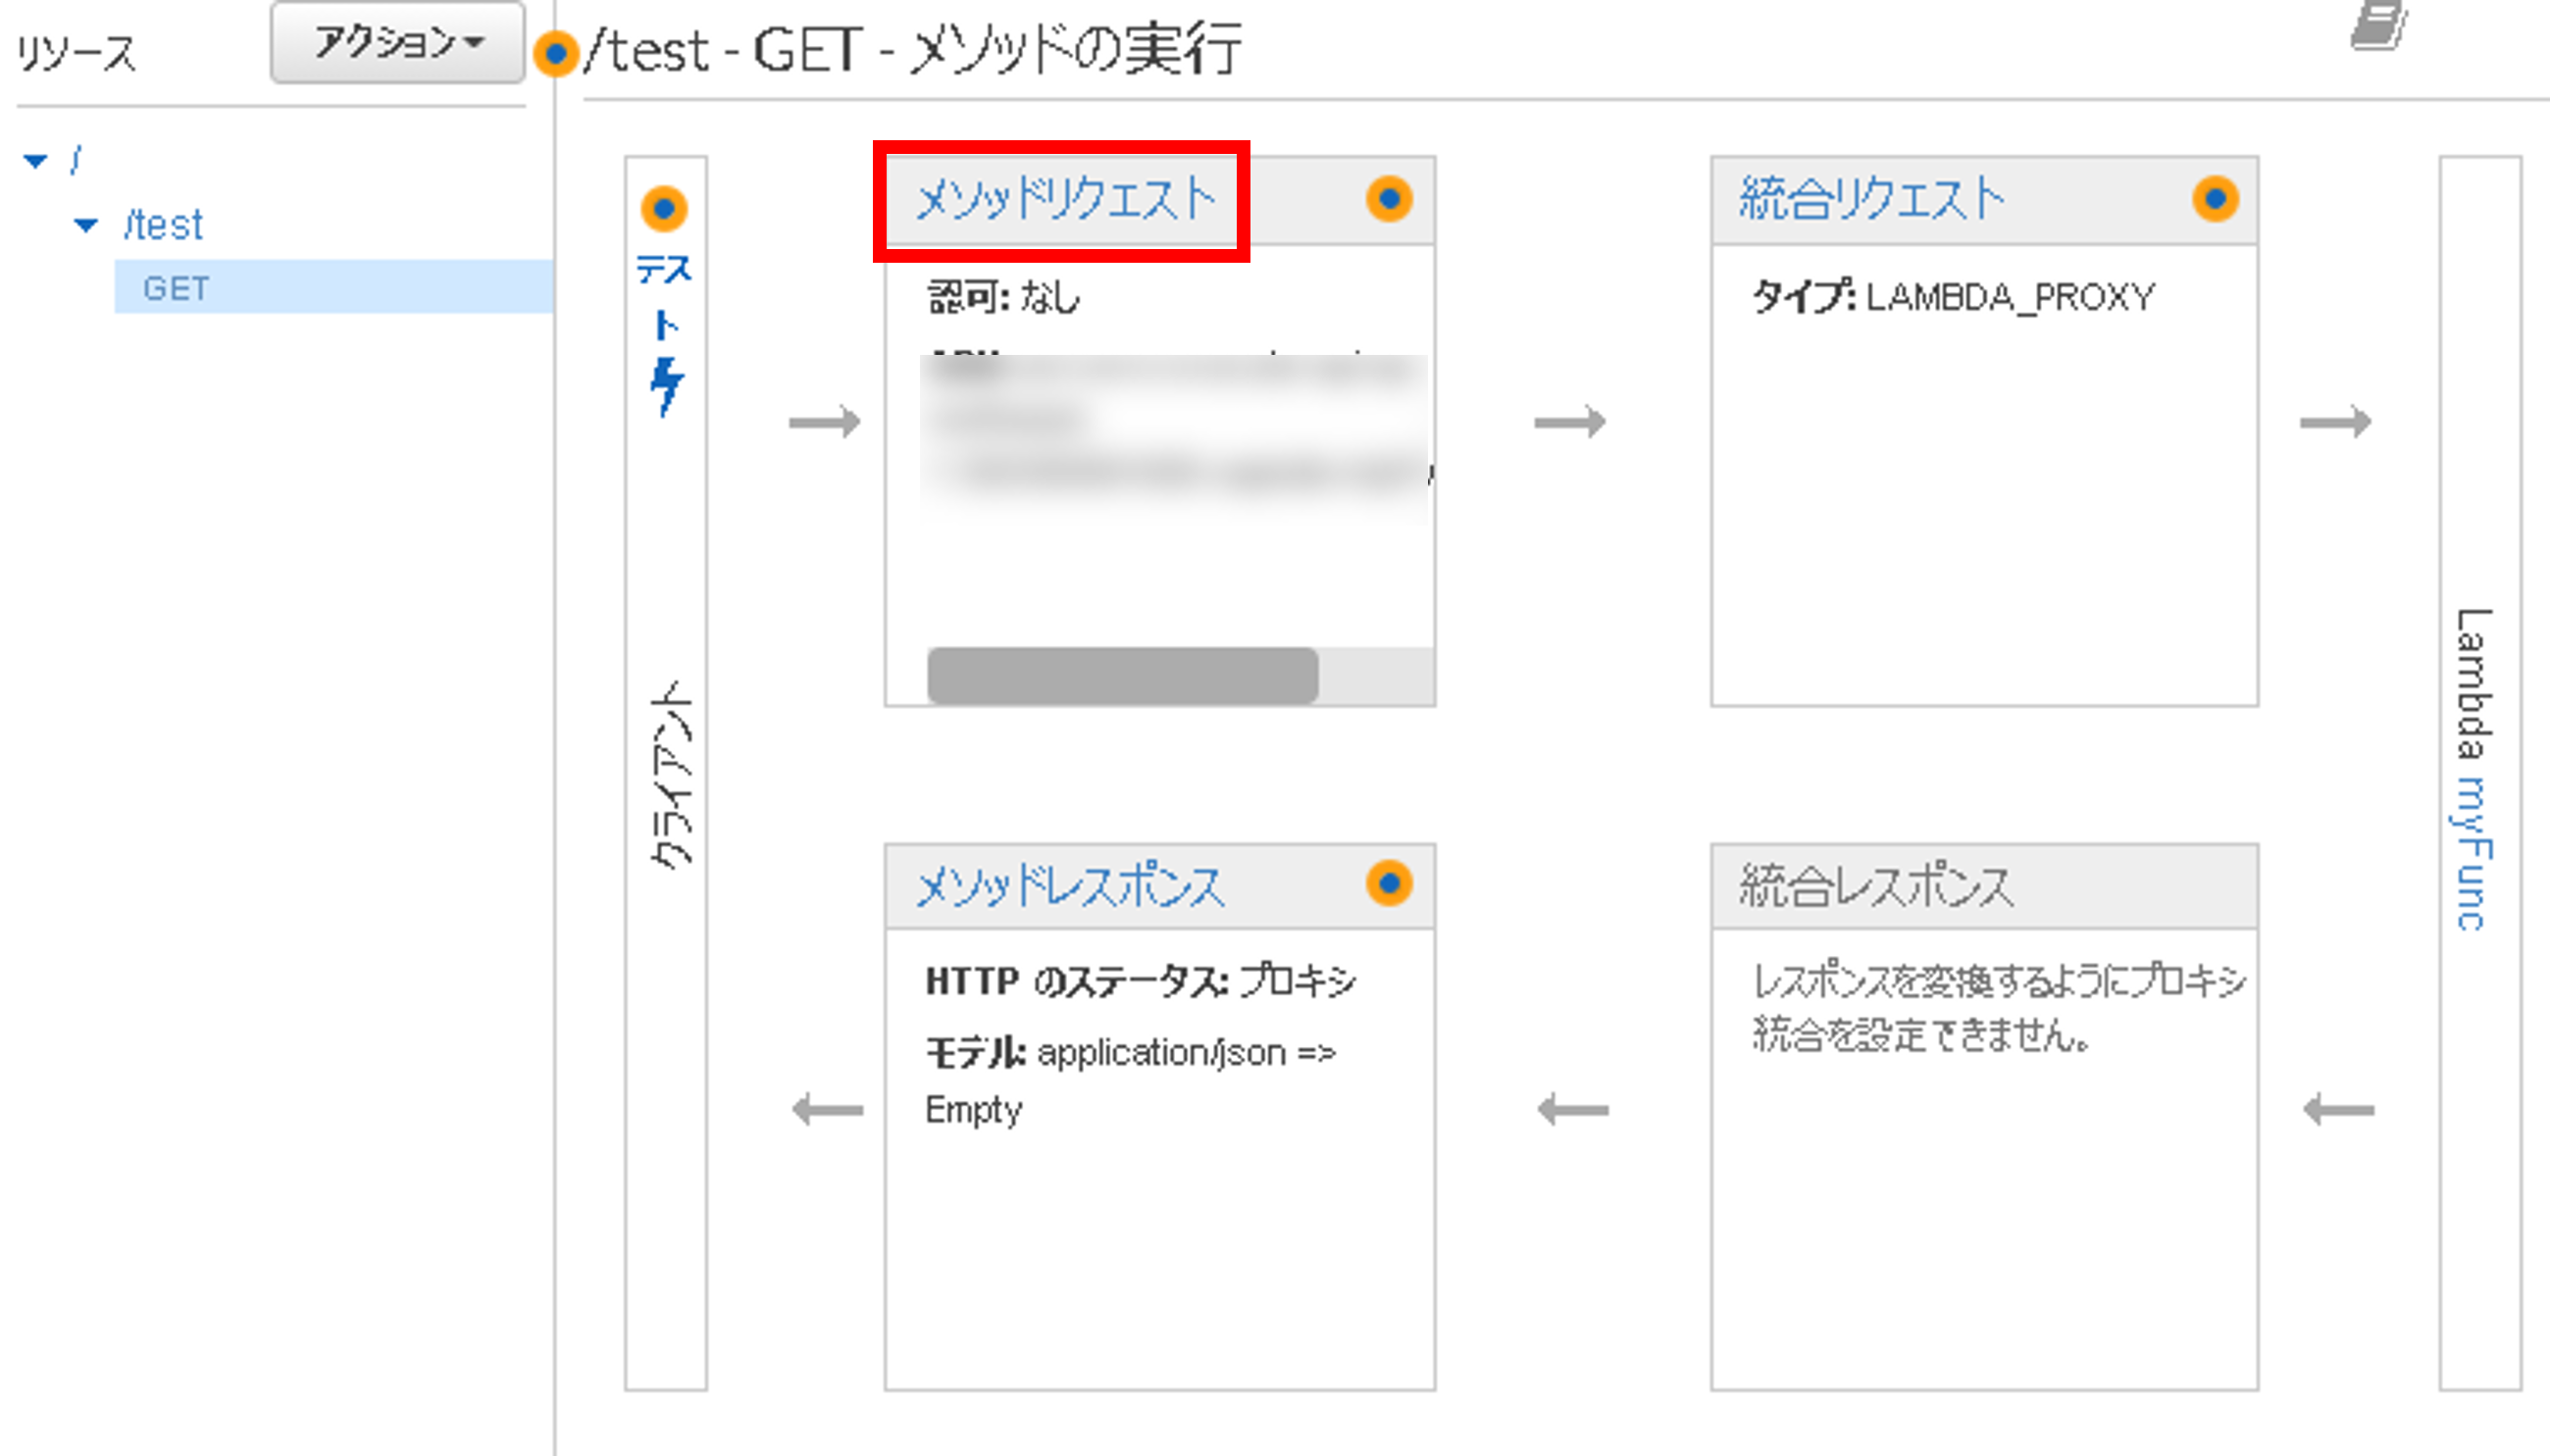 リソース
アクション
/test - GET - メソッドの実行
/
/test
GET
テス
ト
クライアント
メソッドリクエスト
認可: なし
統合リクエスト
タイプ: LAMBDA_PROXY
Lambda myFunc
メソッドレスポンス
HTTP のステータス: プロキシ
モデル: application/json =>
Empty
統合レスポンス
レスポンスを変換するようにプロキシ
統合を設定できません。